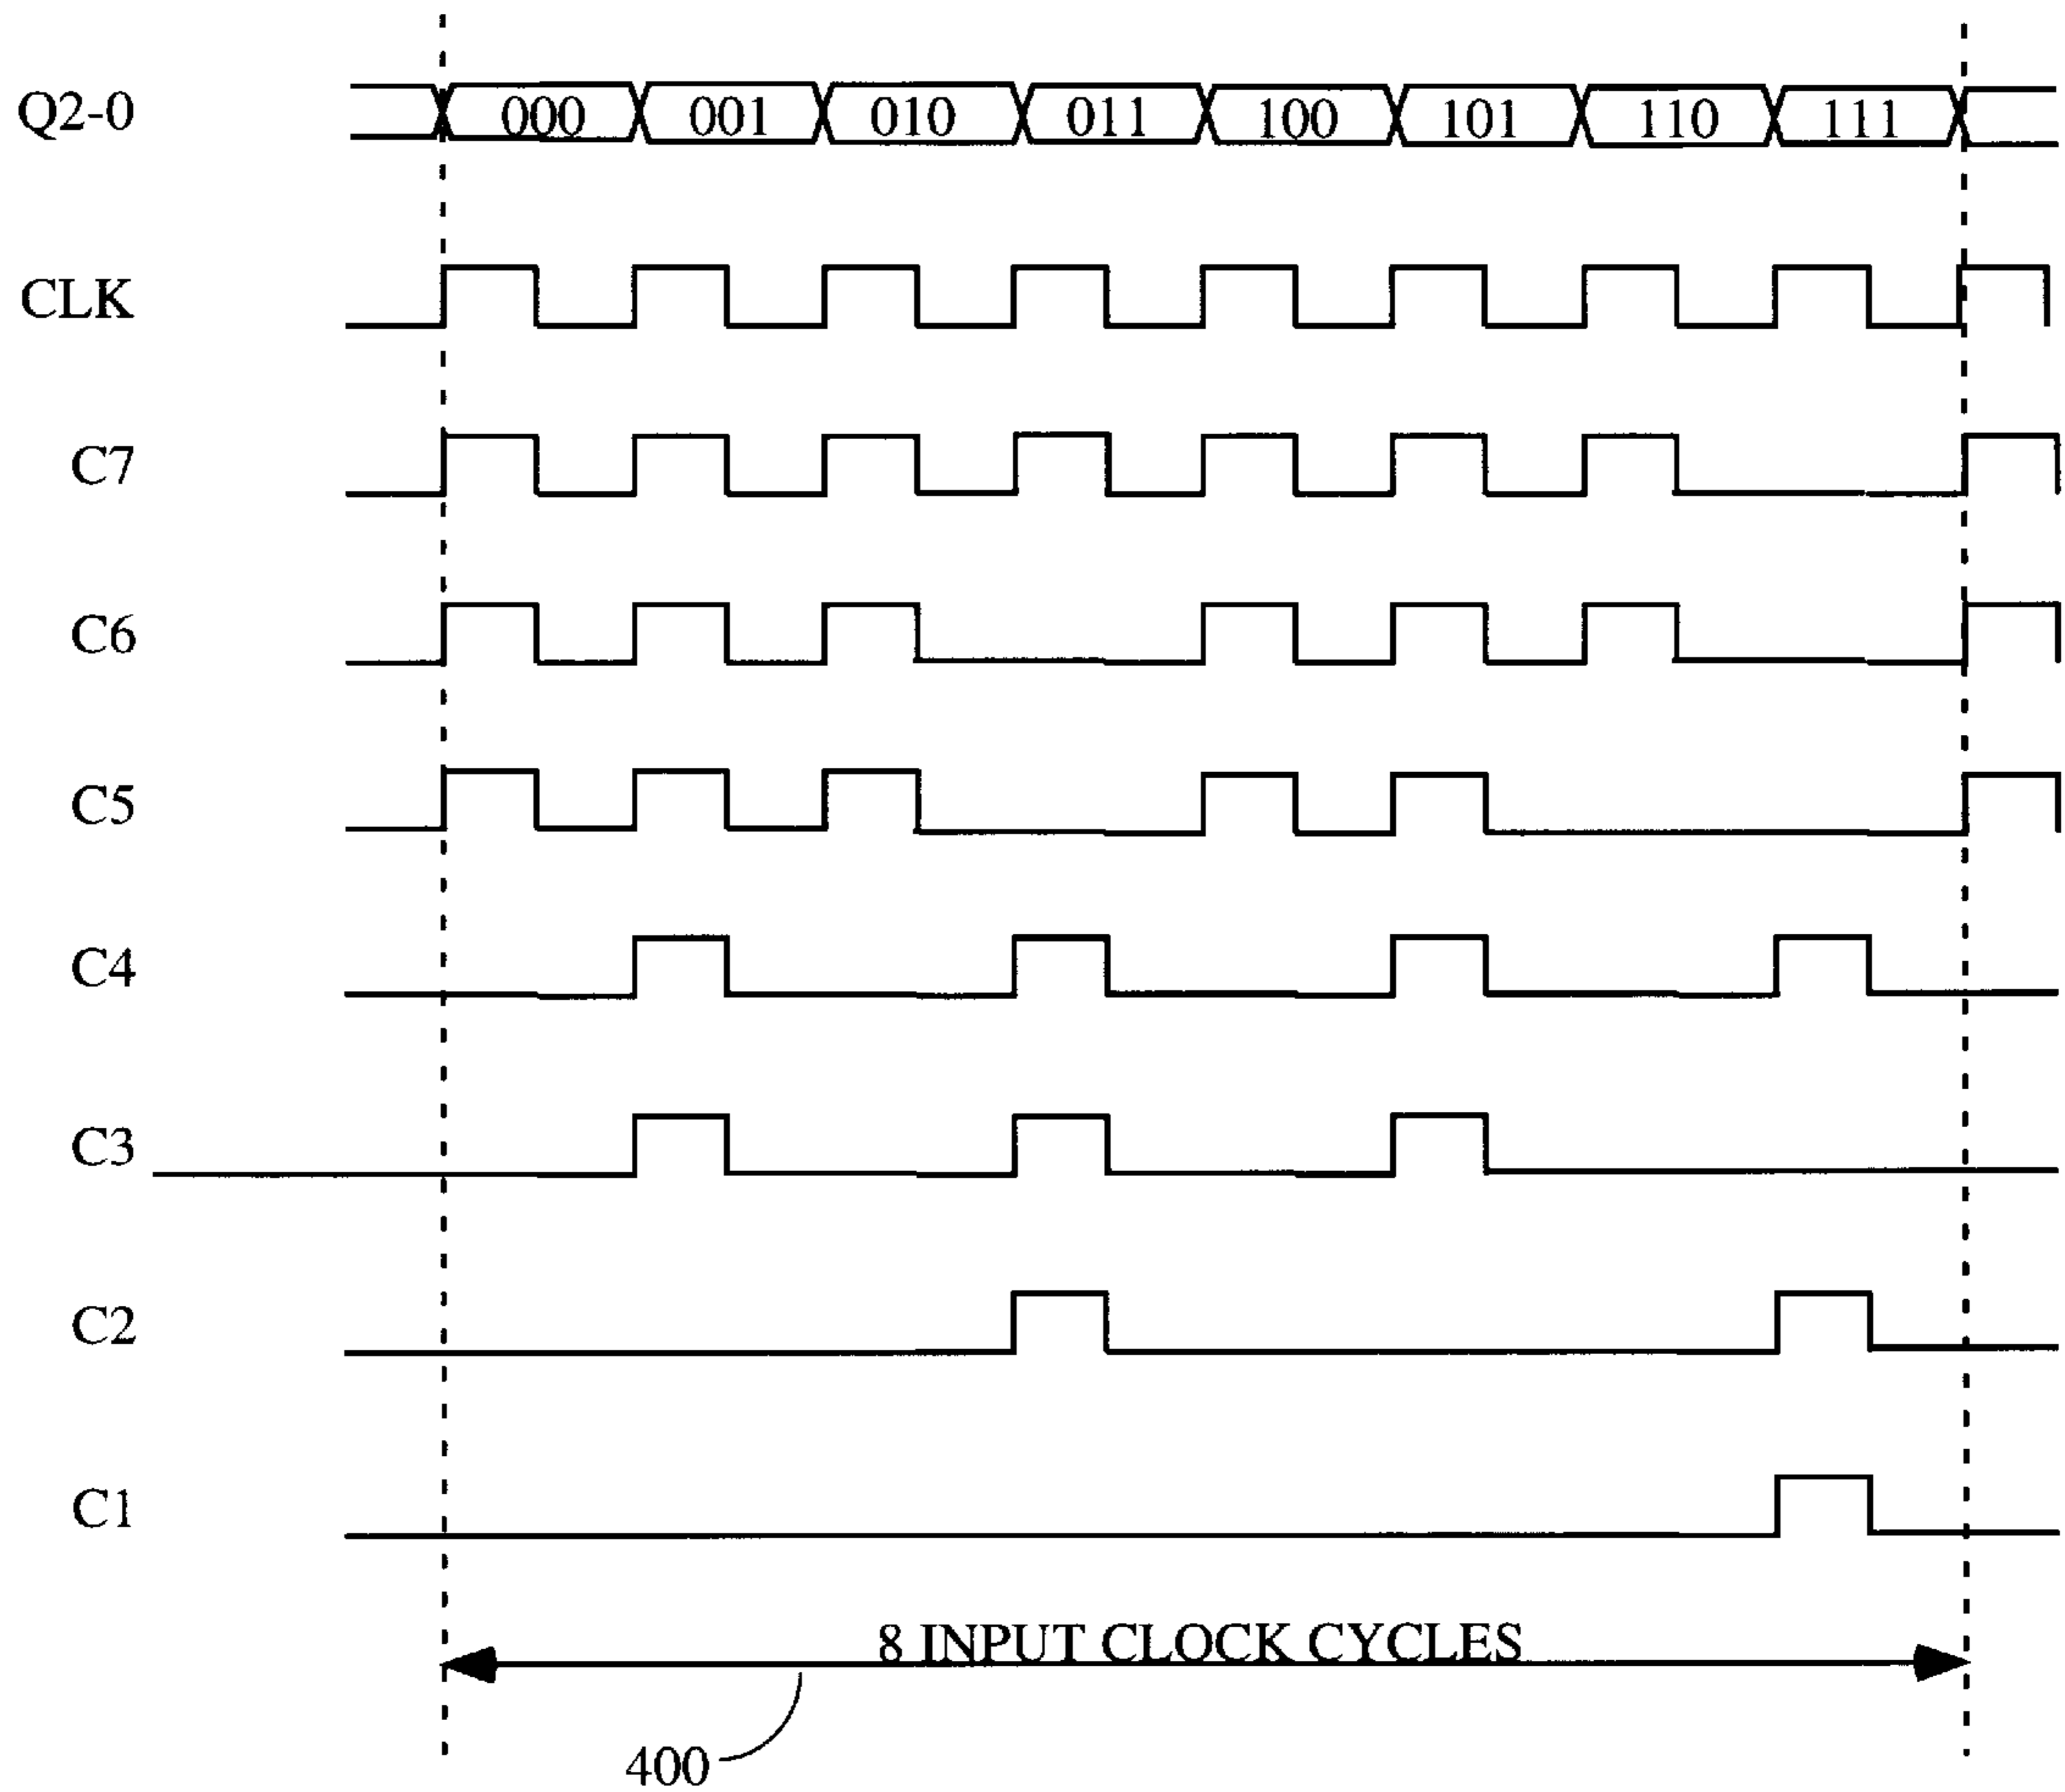 Q2-0 000 001 010 011 100 101 110 111
CLK
C7
C6
C5
C4
C3
C2
C1
8 INPUT CLOCK CYCLES
400